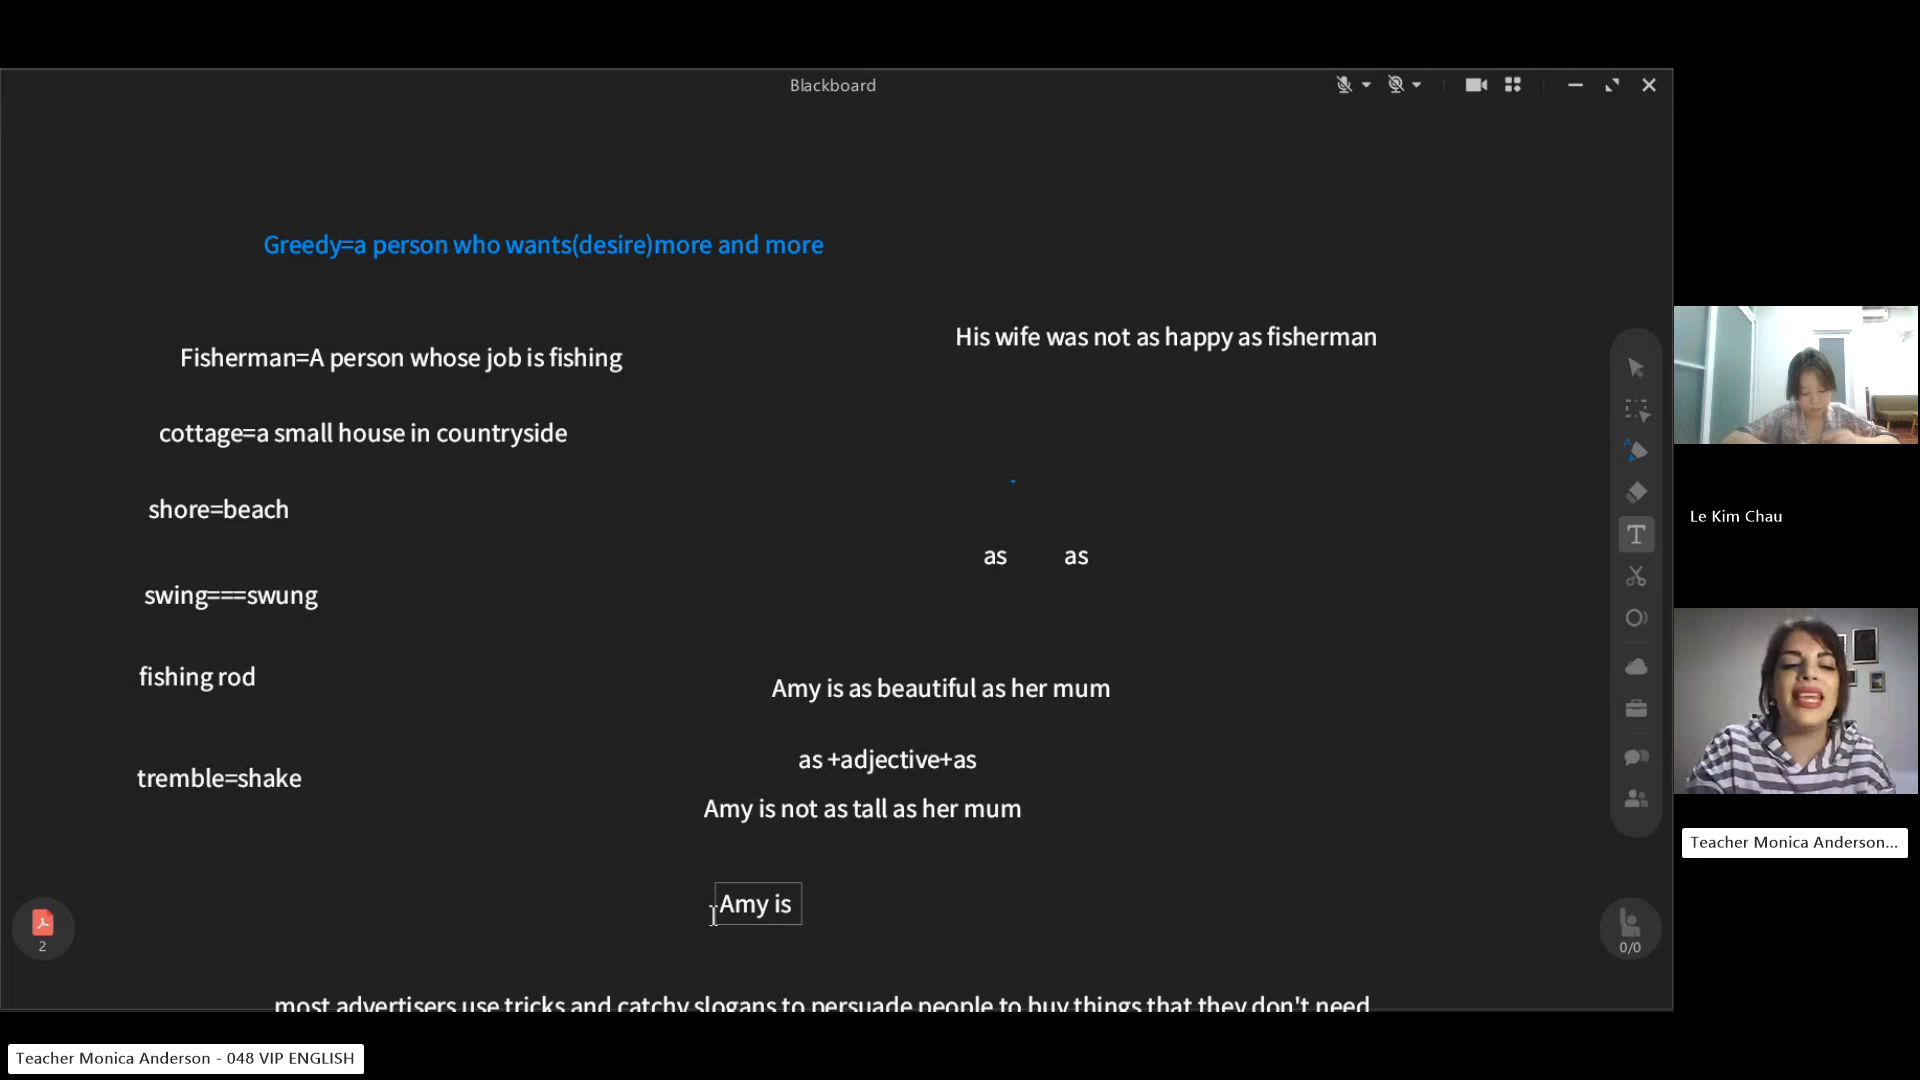 Blackboard
Greedy=a person who wants(desire)more and more
His wife was not as happy as fisherman
Fisherman=A person whose job is fishing
cottage=a small house in countryside
shore=beach
Le Kim Chau
as as
swing===swung
fishing rod
Amy is as beautiful as her mum
as +adjective+as
tremble=shake
Amy is not as tall as her mum
Teacher Monica Anderson...
Amy is
2
0/0
most advertisers use tricks and catchy slogans to persuade people to buy things that they don't need
Teacher Monica Anderson - 048 VIP ENGLISH